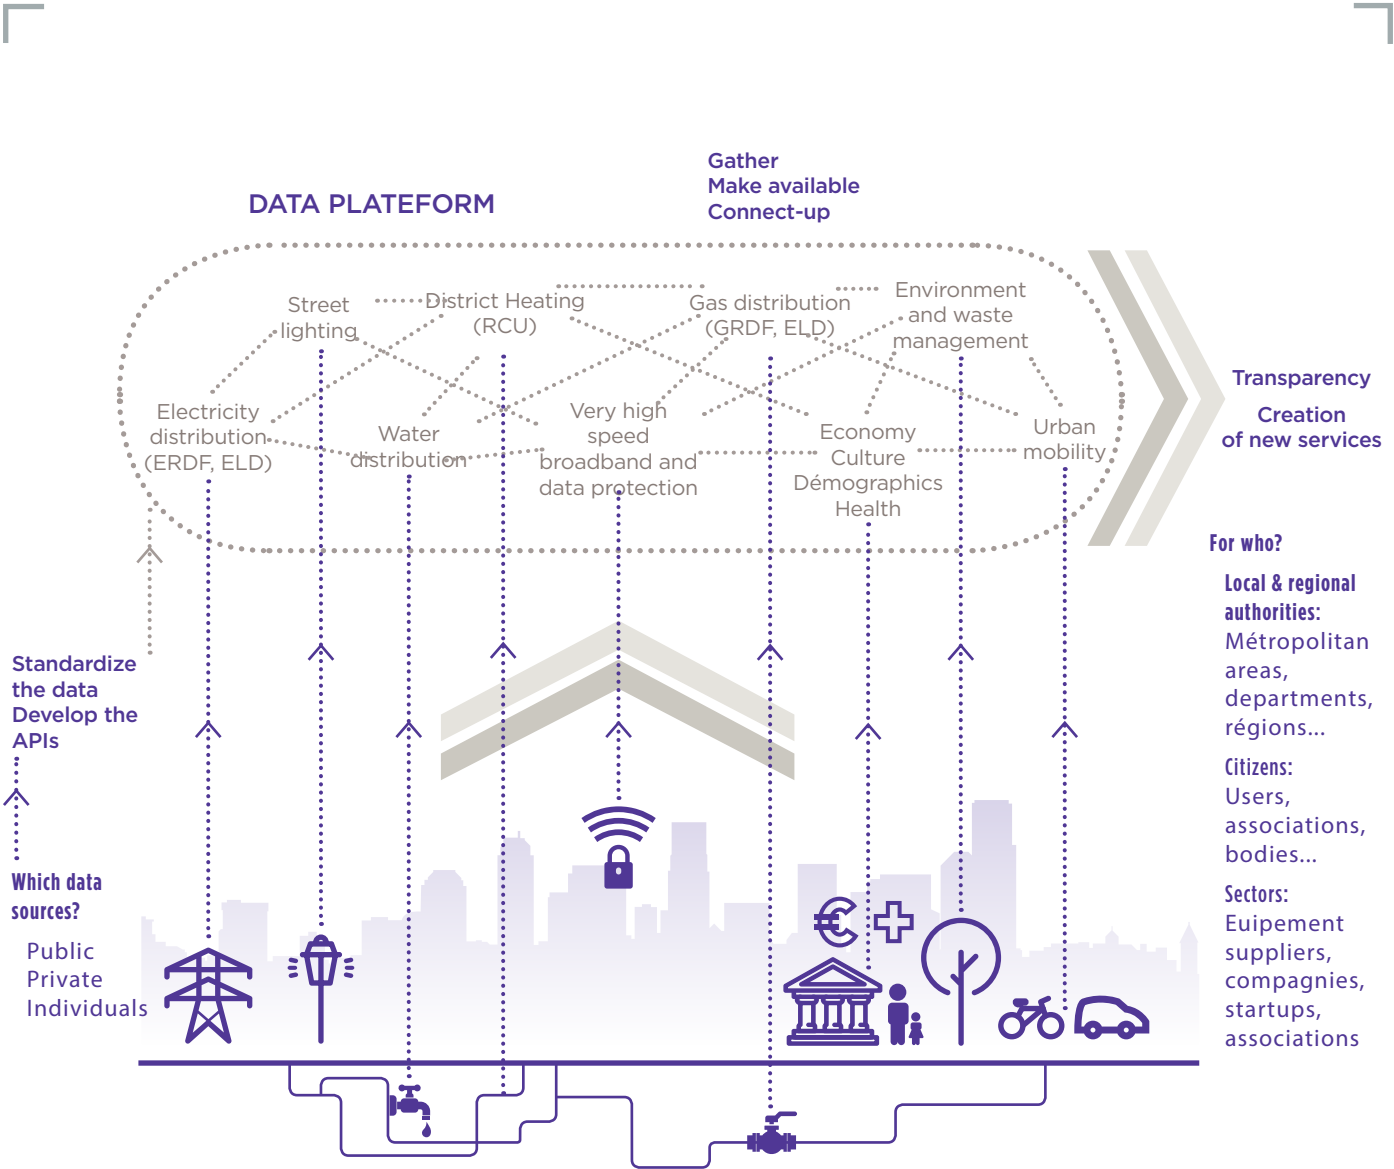 Gather
Make available
Connect-up
DATA PLATEFORM
Street
lighting
District Heating
(RCU)
Gas distribution
(GRDF, ELD)
Environment
and waste
management
Electricity
distribution
(ERDF, ELD)
Water
distribution
Very high
speed
broadband and
data protection
Economy
Culture
Démographics
Health
Urban
mobility
Transparency
Creation
of new services
Standardize
the data
Develop the
APIs
Which data
sources?
Public
Private
Individuals
For who?
Local & regional
authorities:
Métropolitan
areas,
departments,
régions...
Citizens:
Users,
associations,
bodies...
Sectors:
Euipement
suppliers,
compagnies,
startups,
associations